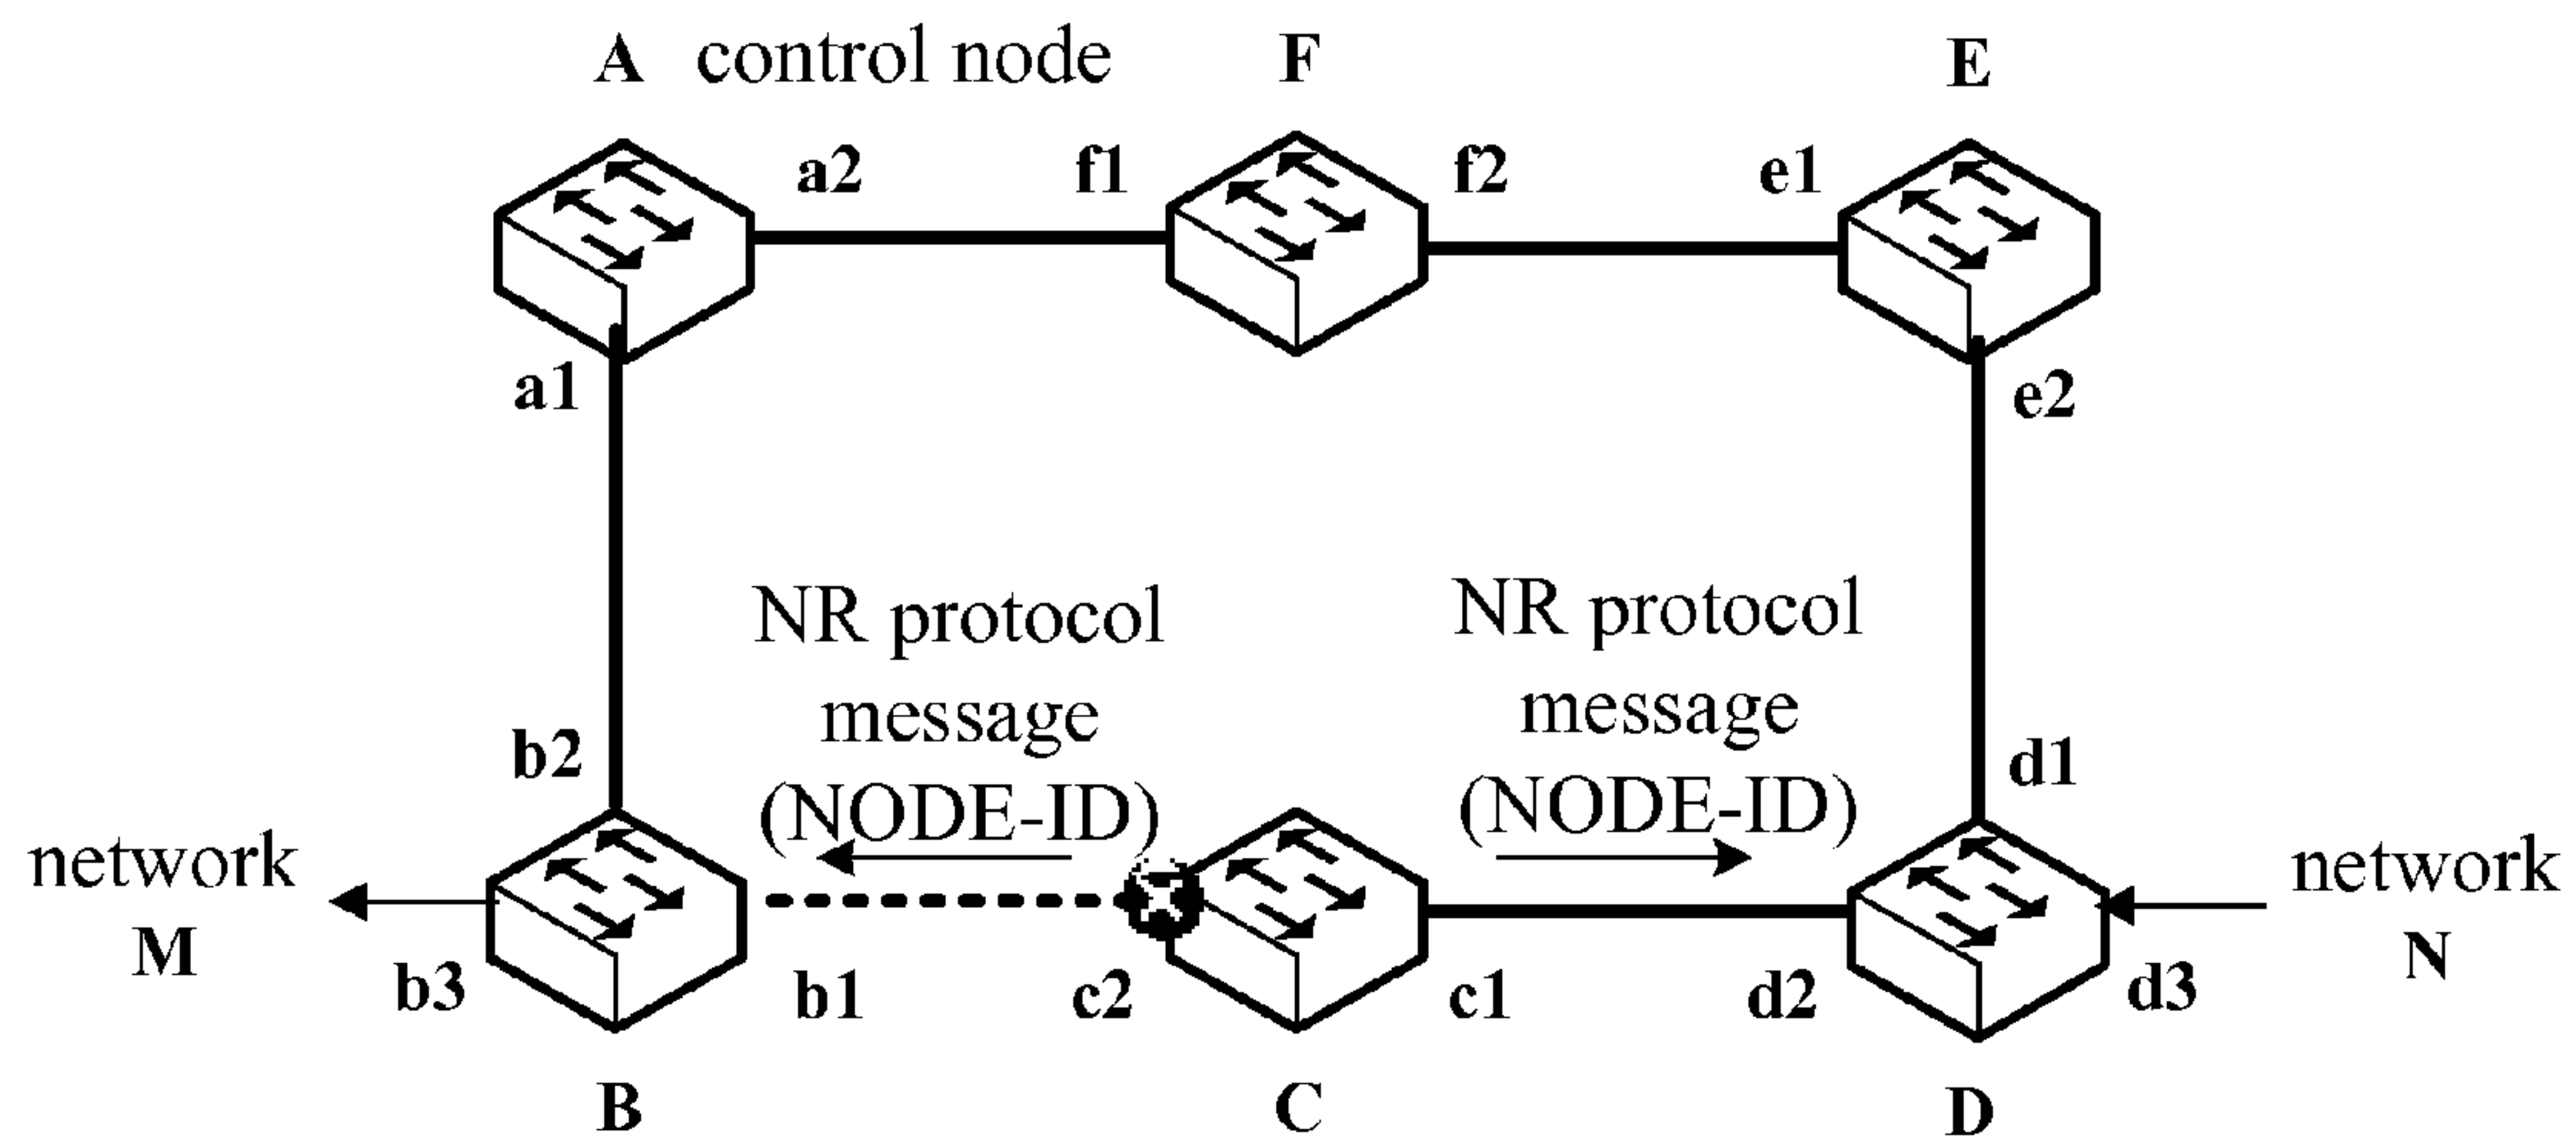 A control node F E
a2 f1 f2 e1
a1 e2
NR protocol
message
(NODE-ID)
NR protocol
message
(NODE-ID)
b2 d1
network
M
network
N
b3 b1 c2 c1 d2 d3
B C D